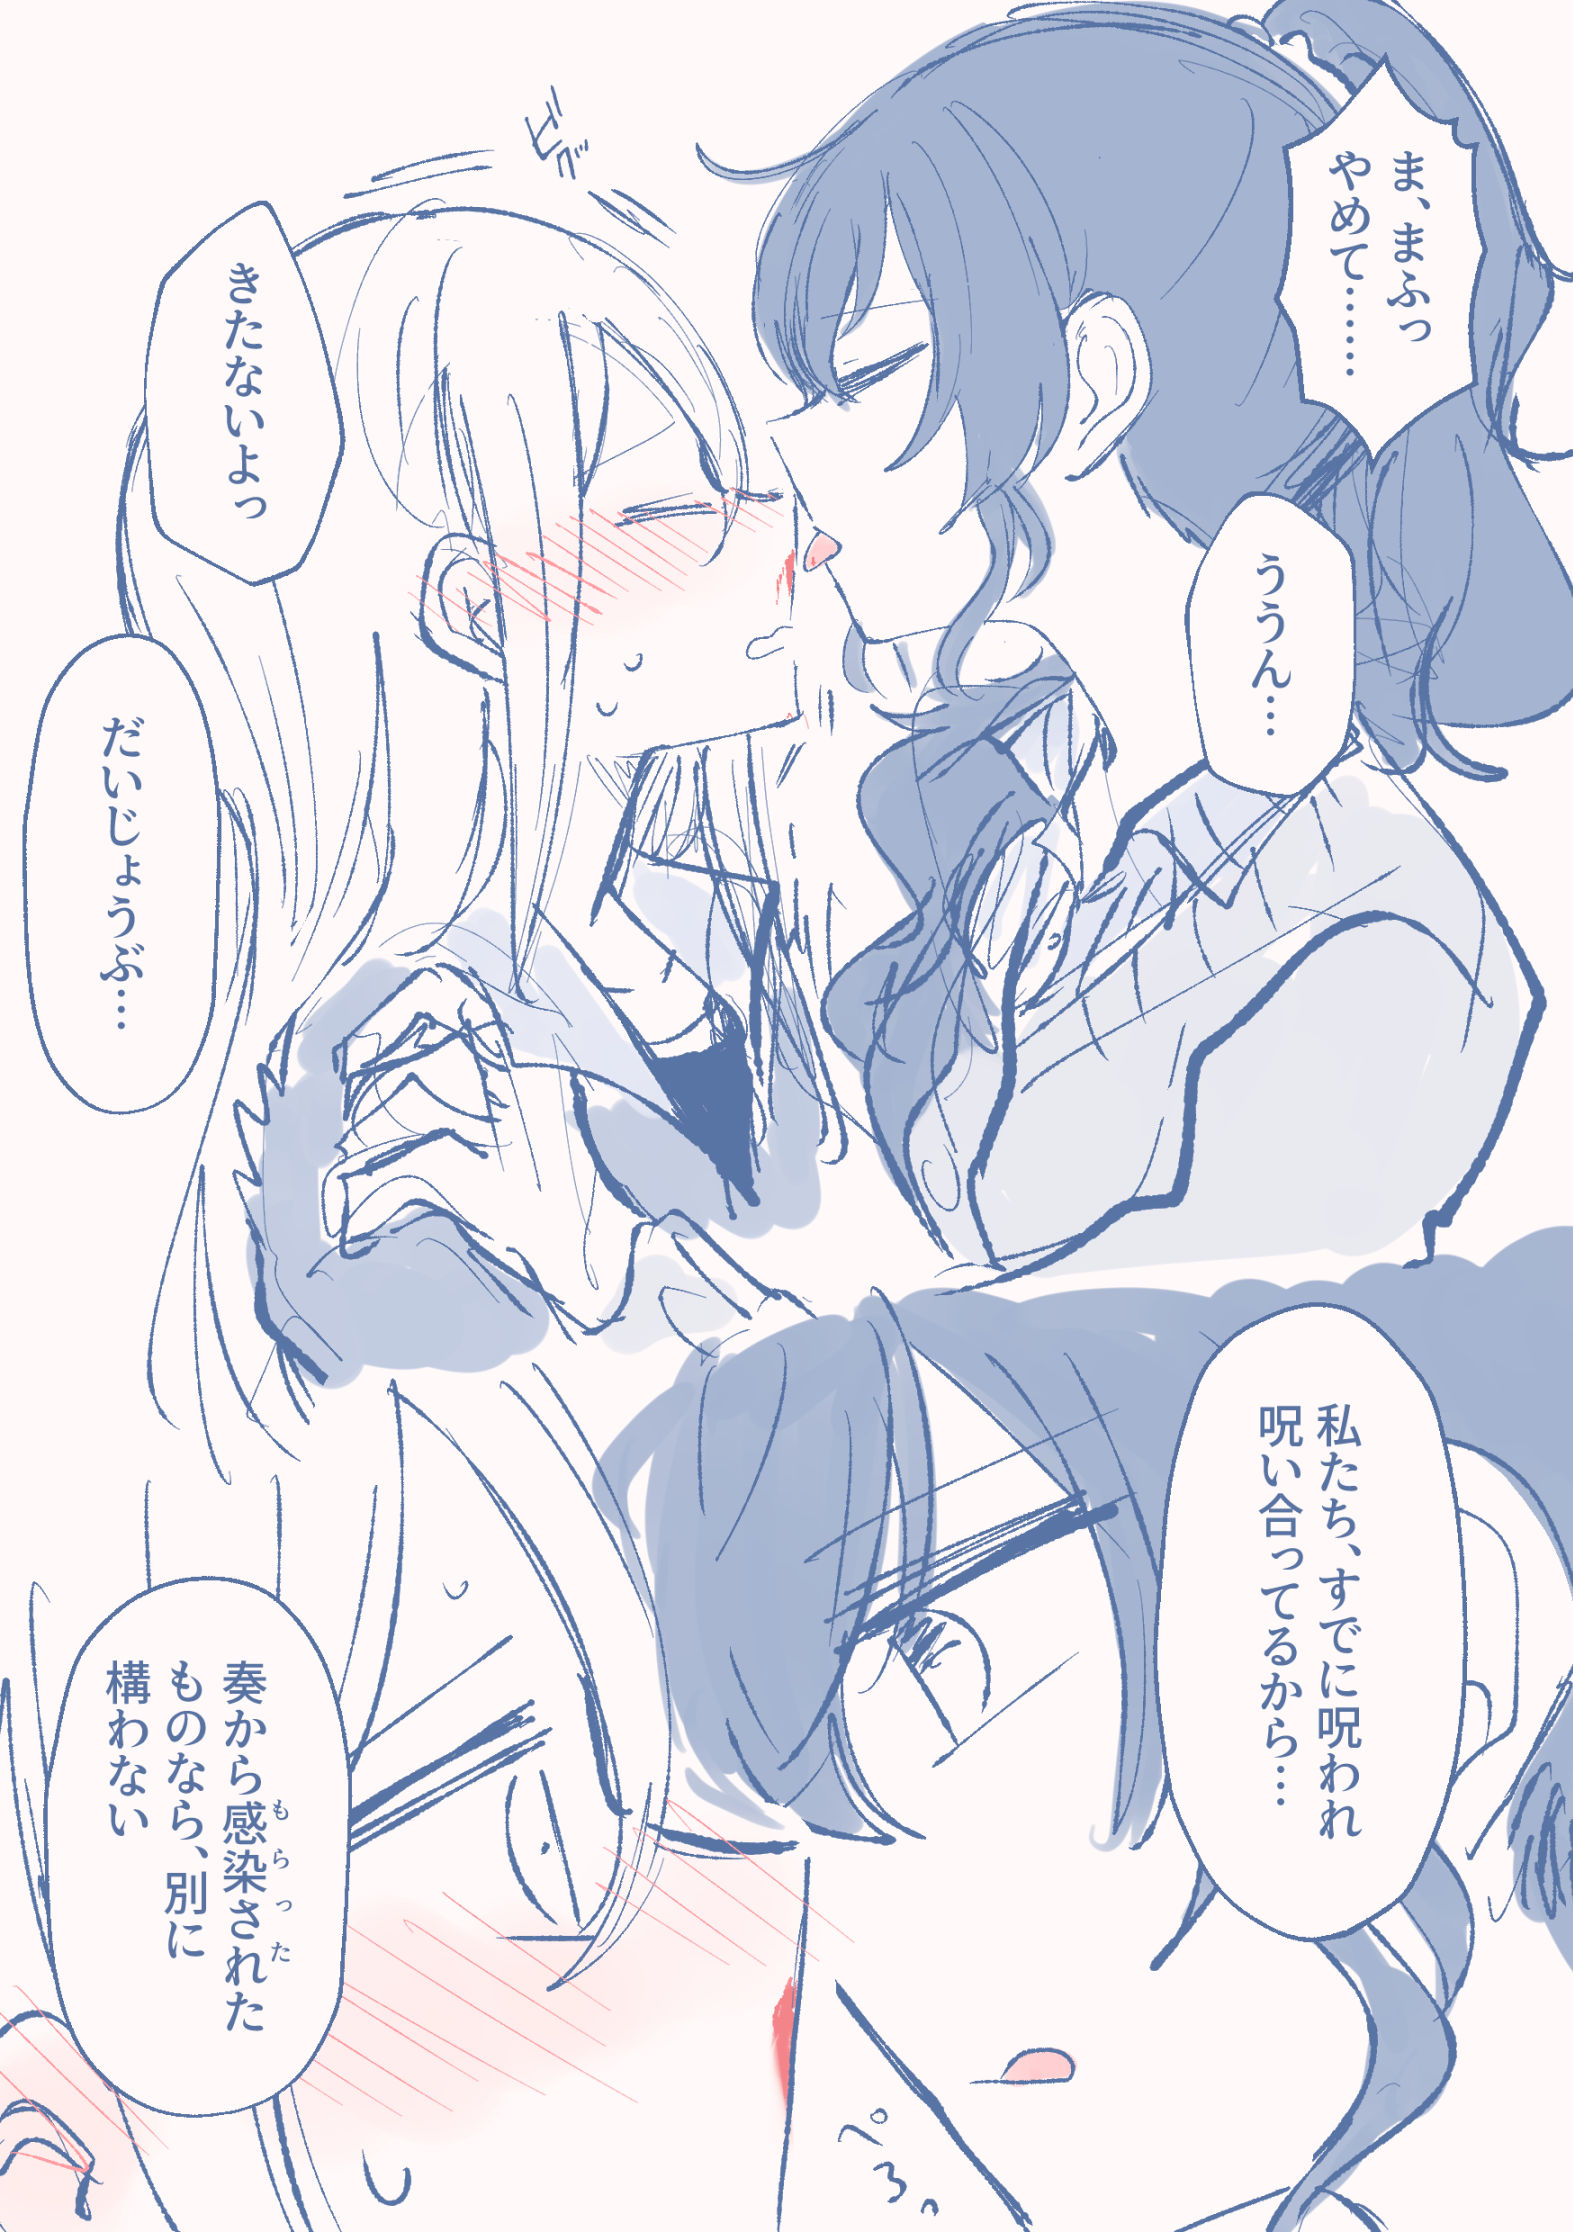 ま、まふっ
やめて……
ビグッ
きたないよっ
ううん…
だいじょうぶ…
私たち、すでに呪われ
呪い合ってるから…
奏から感染された
もらった
ものなら、別に
構わない
ぺろっ